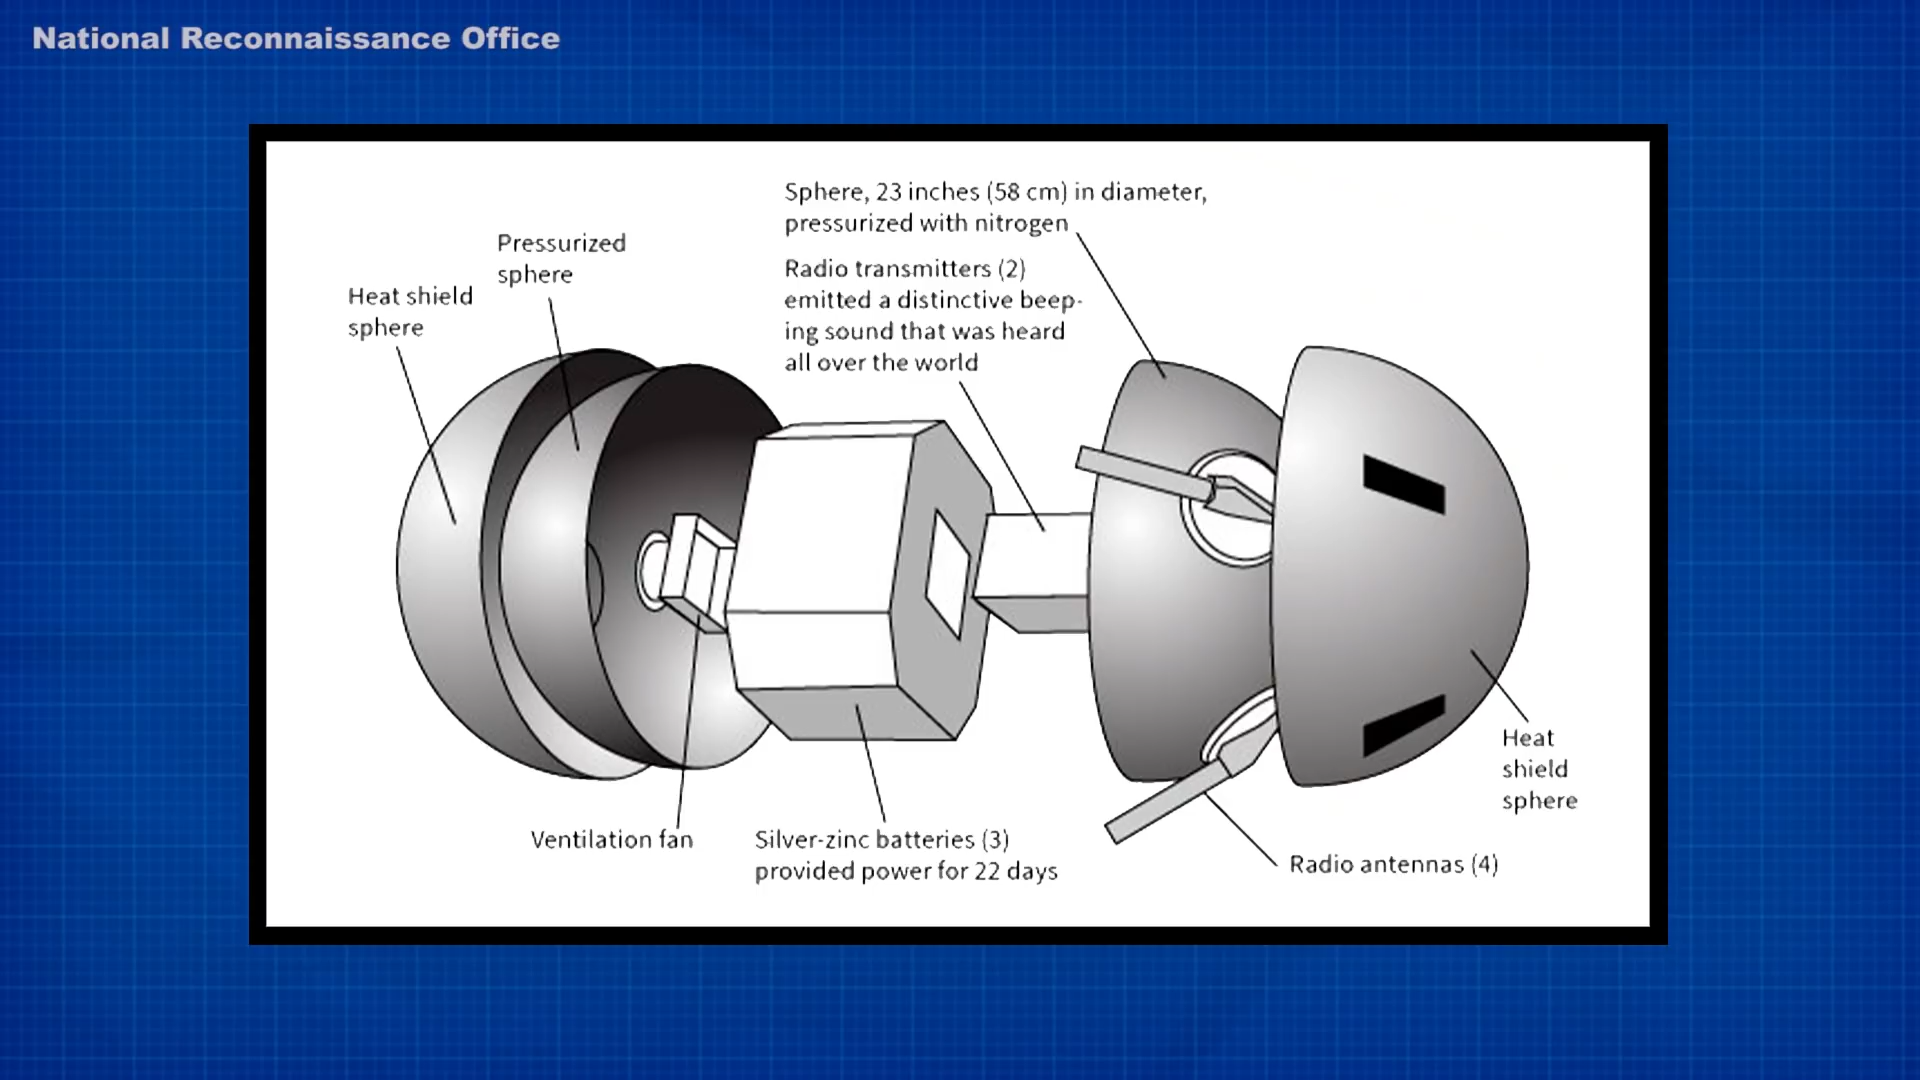 National Reconnaissance Office
Sphere, 23 inches (58 cm) in diameter,
pressurized with nitrogen
Pressurized
sphere
Radio transmitters (2)
emitted a distinctive beep-
ing sound that was heard
all over the world
Heat shield
sphere
Heat
shield
sphere
Ventilation fan
Silver-zinc batteries (3)
provided power for 22 days
Radio antennas (4)